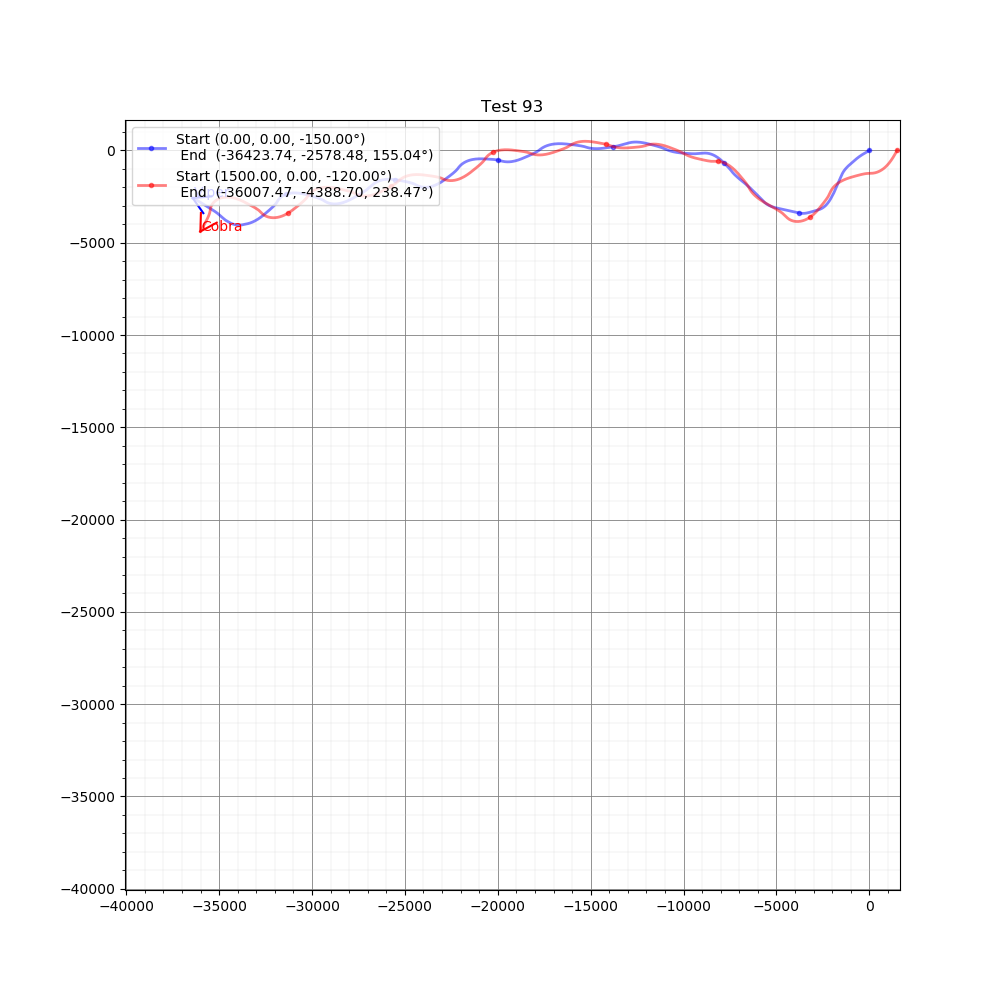 Test 93
Start (0.00, 0.00, -150.00°)
End (-36423.74, -2578.48, 155.04°)
Start (1500.00, 0.00, -120.00°)
End (-36007.47, -4388.70, 238.47°)
Cobra
0
−5000
−10000
−15000
−20000
−25000
−30000
−35000
−40000
−40000 −35000 −30000 −25000 −20000 −15000 −10000 −5000 0